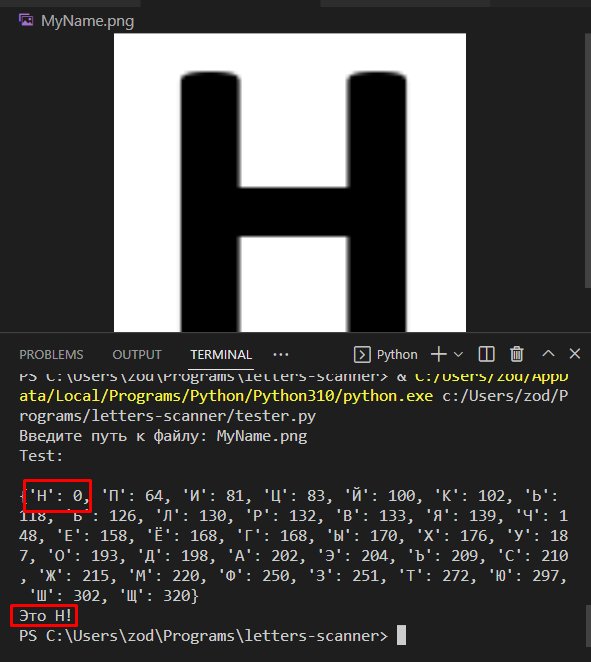 MyName.png
Н
PROBLEMS OUTPUT TERMINAL ··· Python
PS C:\Users\zod\Programs\letters-scanner> & C:/Users/zod/AppD
ata/Local/Programs/Python/Python310/python.exe c:/Users/zod/P
rograms/letters-scanner/tester.py
Введите путь к файлу: MyName.png
Test:
{'Н': 0, 'П': 64, 'И': 81, 'Ц': 83, 'Й': 100, 'К': 102, 'Ь':
118, 'Б': 126, 'Л': 130, 'Р': 132, 'В': 133, 'Я': 139, 'Ч': 1
48, 'Е': 158, 'Ё': 168, 'Г': 168, 'Ы': 170, 'Х': 176, 'У': 18
7, 'О': 193, 'Д': 198, 'А': 202, 'Э': 204, 'Ъ': 209, 'С': 210
, 'Ж': 215, 'М': 220, 'Ф': 250, 'З': 251, 'Т': 272, 'Ю': 297,
'Ш': 302, 'Щ': 320}
Это Н!
PS C:\Users\zod\Programs\letters-scanner>